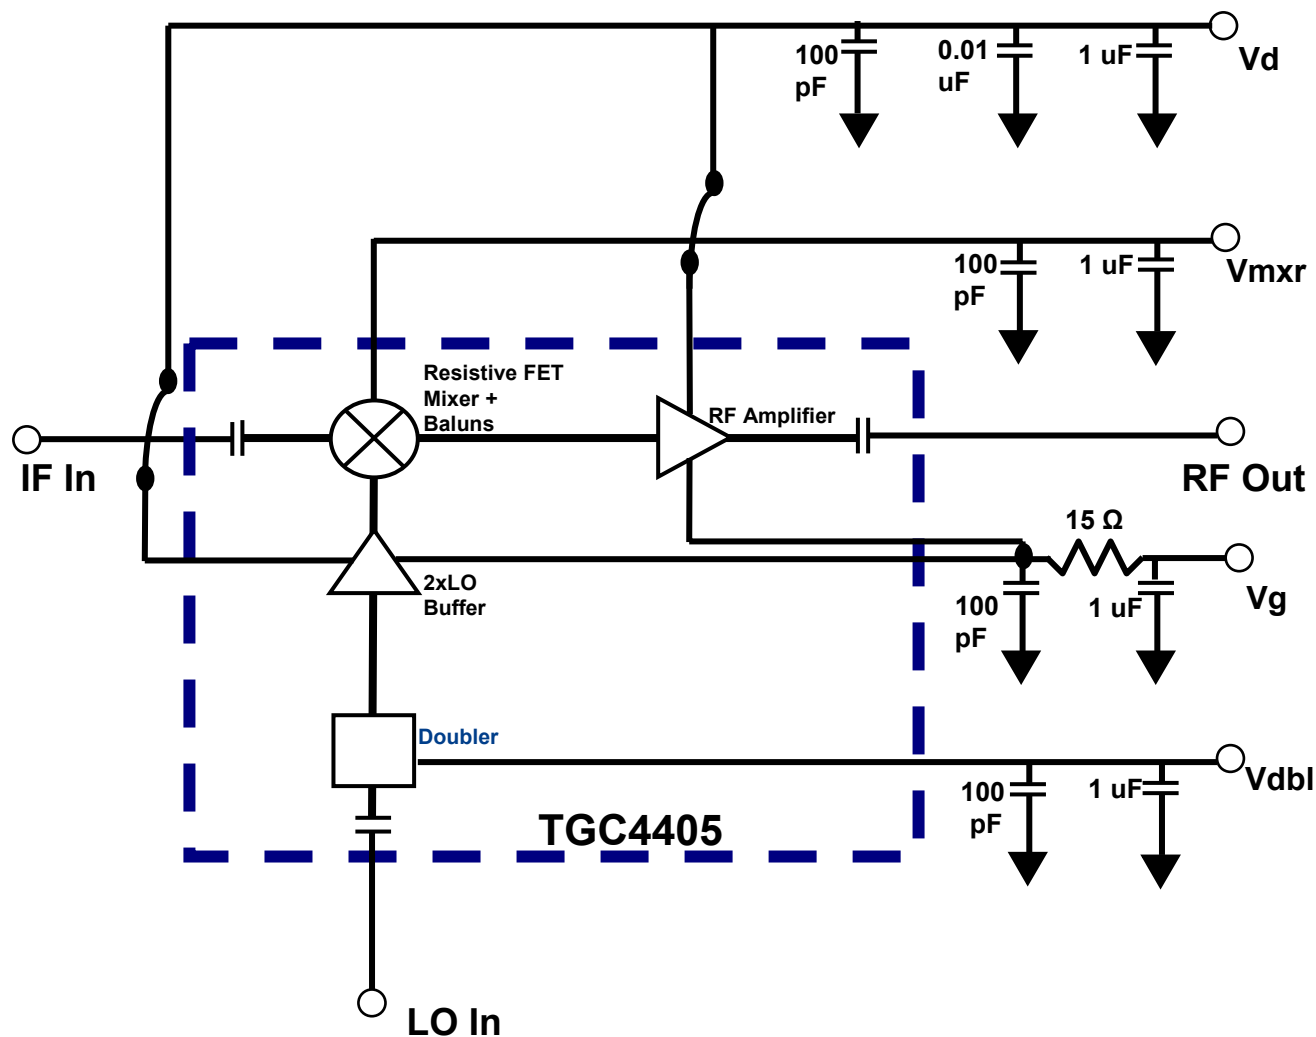 100
pF
0.01
uF
1 uF
Vd
100
pF
1 uF
Vmxr
Resistive FET
Mixer +
Baluns
RF Amplifier
IF In
RF Out
15 Ω
2xLO
Buffer
100
pF
1 uF
Vg
Doubler
100
pF
1 uF
Vdbl
TGC4405
LO In